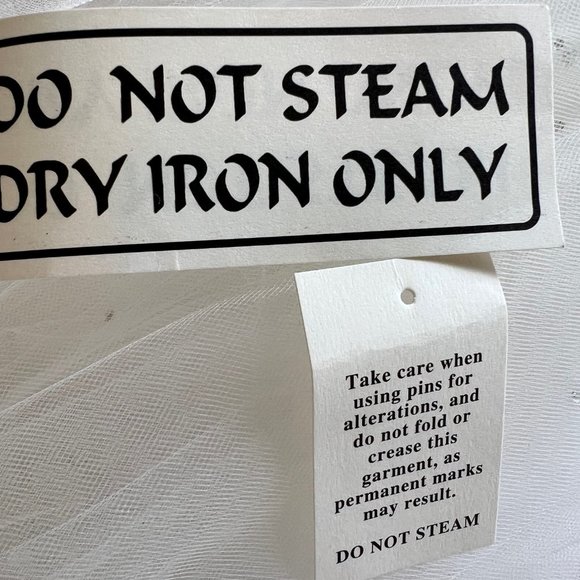 DO NOT STEAM
DRY IRON ONLY
Take care when
using pins for
alterations, and
do not fold or
crease this
garment, as
permanent marks
may result.
DO NOT STEAM